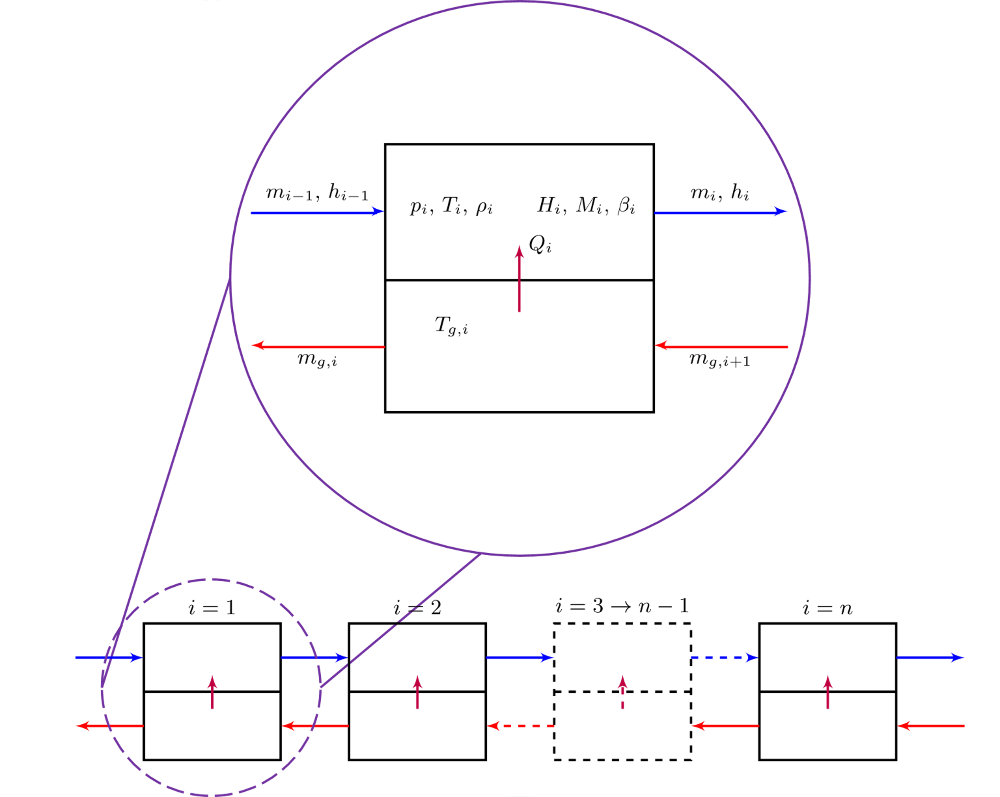 m_{i−1}, h_{i−1}
m_i, h_i
p_i, T_i, ρ_i
H_i, M_i, β_i
Q_i
T_{g,i}
m_{g,i}
m_{g,i+1}
i = 1
i = 2
i = 3 → n − 1
i = n